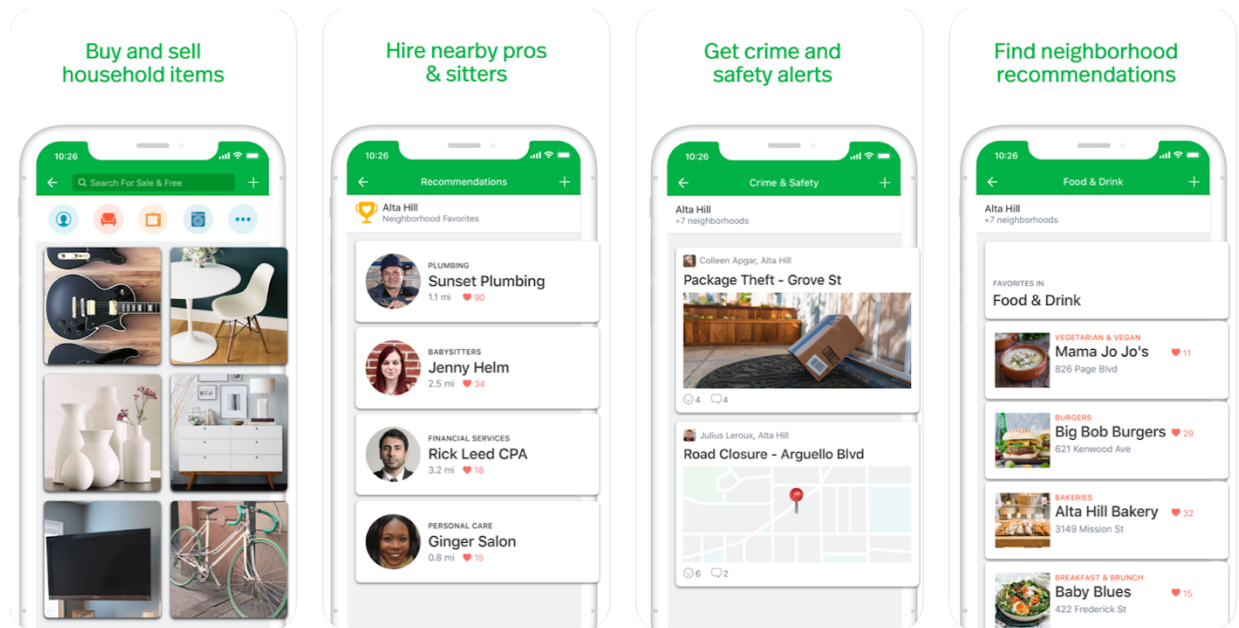 Buy and sell
household items
10:26
Search For Sale & Free
Hire nearby pros
& sitters
10:26
Recommendations
Alta Hill
Neighborhood Favorites
PLUMBING
Sunset Plumbing
1.1 mi 90
BABYSITTERS
Jenny Helm
2.5 mi 34
FINANCIAL SERVICES
Rick Leed CPA
3.2 mi 18
PERSONAL CARE
Ginger Salon
0.8 mi 15
Get crime and
safety alerts
10:26
Crime & Safety
Alta Hill
+7 neighborhoods
Colleen Apgar, Alta Hill
Package Theft - Grove St
4 4
Julius Leroux, Alta Hill
Road Closure - Arguello Blvd
6 2
Find neighborhood
recommendations
10:26
Food & Drink
Alta Hill
+7 neighborhoods
FAVORITES IN
Food & Drink
VEGETARIAN & VEGAN
Mama Jo Jo's 11
826 Page Blvd
BURGERS
Big Bob Burgers 29
621 Kenwood Ave
BAKERIES
Alta Hill Bakery 32
3149 Mission St
BREAKFAST & BRUNCH
Baby Blues 15
422 Frederick St